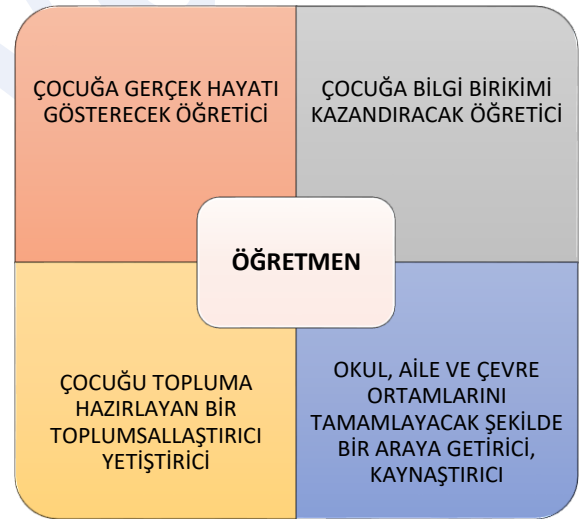 ÇOCUĞA GERÇEK HAYATI
GÖSTERECEK ÖĞRETİCİ
ÇOCUĞA BİLGİ BİRİKİMİ
KAZANDIRACAK ÖĞRETİCİ
ÖĞRETMEN
ÇOCUĞU TOPLUMA
HAZIRLAYAN BİR
TOPLUMSALLAŞTIRICI
YETİŞTİRİCİ
OKUL, AİLE VE ÇEVRE
ORTAMLARINI
TAMAMLAYACAK ŞEKİLDE
BİR ARAYA GETİRİCİ,
KAYNAŞTIRICI